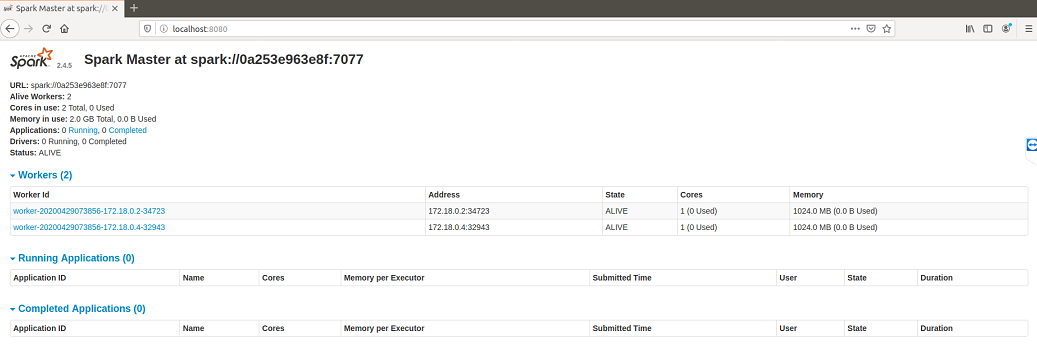 Spark Master at spark://
localhost:8080
APACHE
Spark 2.4.5 Spark Master at spark://0a253e963e8f:7077
URL: spark://0a253e963e8f:7077
Alive Workers: 2
Cores in use: 2 Total, 0 Used
Memory in use: 2.0 GB Total, 0.0 B Used
Applications: 0 Running, 0 Completed
Drivers: 0 Running, 0 Completed
Status: ALIVE
Workers (2)
Worker Id Address State Cores Memory
worker-20200429073856-172.18.0.2-34723 172.18.0.2:34723 ALIVE 1 (0 Used) 1024.0 MB (0.0 B Used)
worker-20200429073856-172.18.0.4-32943 172.18.0.4:32943 ALIVE 1 (0 Used) 1024.0 MB (0.0 B Used)
Running Applications (0)
Application ID Name Cores Memory per Executor Submitted Time User State Duration
Completed Applications (0)
Application ID Name Cores Memory per Executor Submitted Time User State Duration